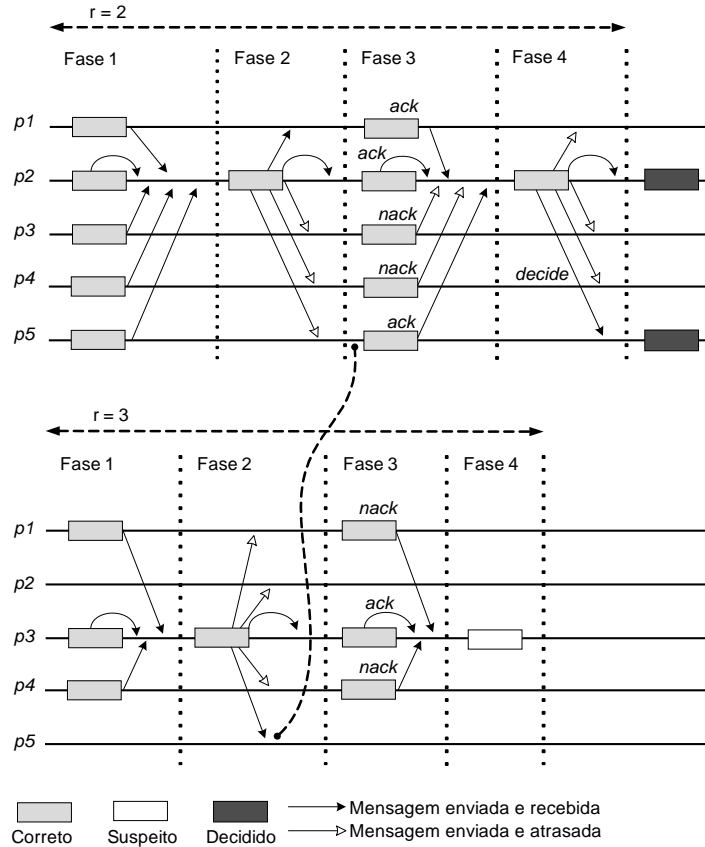 r = 2
Fase 1 Fase 2 Fase 3 Fase 4
p1 ack
p2 ack
p3 nack
p4 nack decide
p5 ack
r = 3
Fase 1 Fase 2 Fase 3 Fase 4
p1 nack
p2
p3 ack
p4 nack
p5
Mensagem enviada e recebida
Mensagem enviada e atrasada
Correto Suspeito Decidido